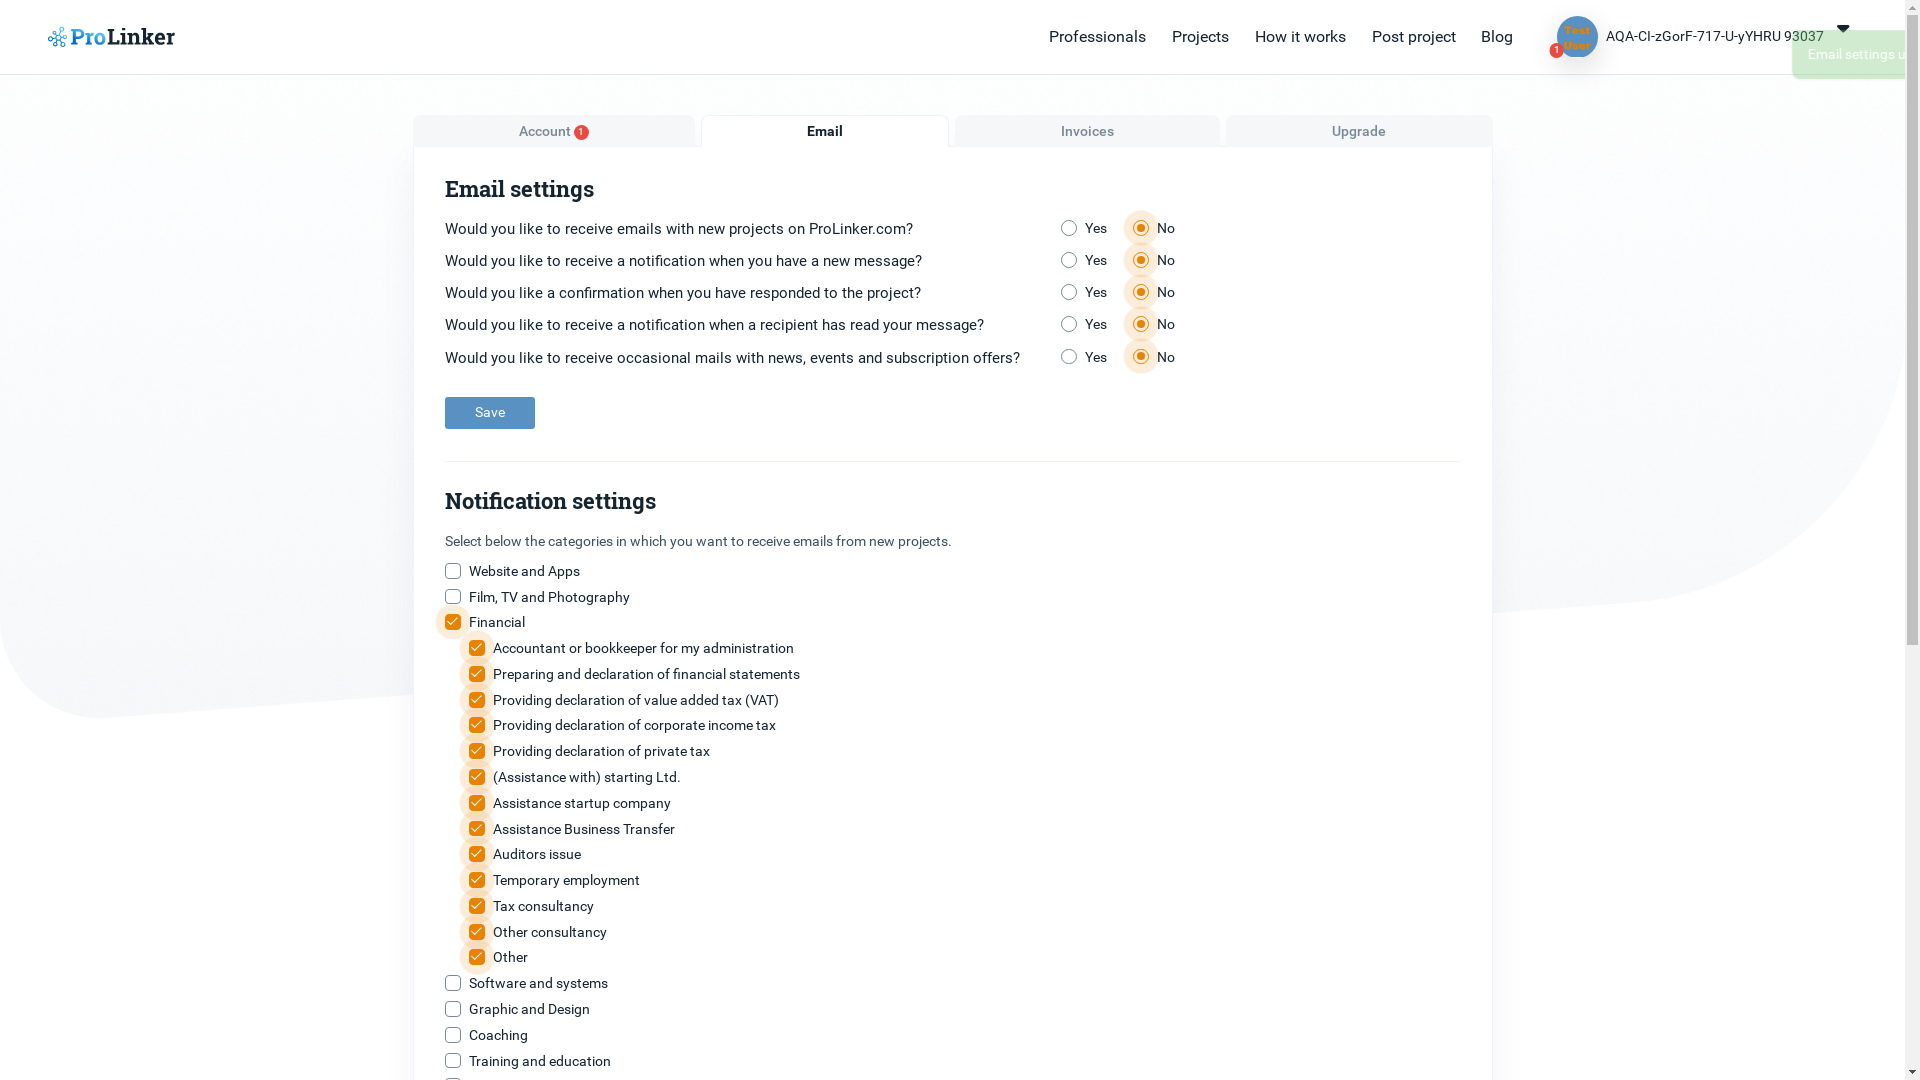 ProLinker
Professionals
Projects
How it works
Post project
Blog
Test
User
1
AQA-CI-zGorF-717-U-yYHRU 93037
Email settings
Account 1
Email
Invoices
Upgrade
Email settings
Would you like to receive emails with new projects on ProLinker.com? Yes No
Would you like to receive a notification when you have a new message? Yes No
Would you like a confirmation when you have responded to the project? Yes No
Would you like to receive a notification when a recipient has read your message? Yes No
Would you like to receive occasional mails with news, events and subscription offers? Yes No
Save
Notification settings
Select below the categories in which you want to receive emails from new projects.
Website and Apps
Film, TV and Photography
Financial
Accountant or bookkeeper for my administration
Preparing and declaration of financial statements
Providing declaration of value added tax (VAT)
Providing declaration of corporate income tax
Providing declaration of private tax
(Assistance with) starting Ltd.
Assistance startup company
Assistance Business Transfer
Auditors issue
Temporary employment
Tax consultancy
Other consultancy
Other
Software and systems
Graphic and Design
Coaching
Training and education